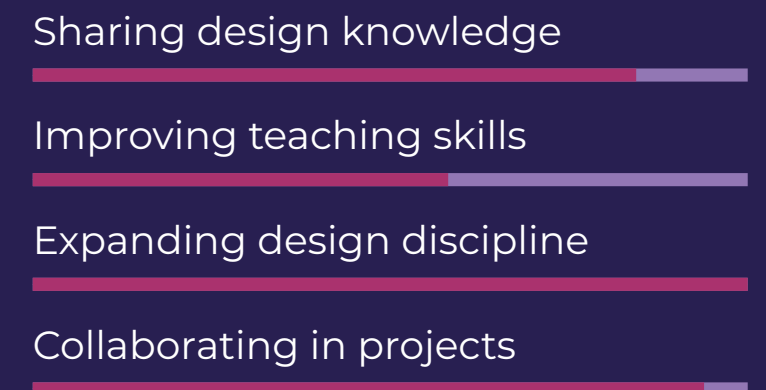 Sharing design knowledge
Improving teaching skills
Expanding design discipline
Collaborating in projects